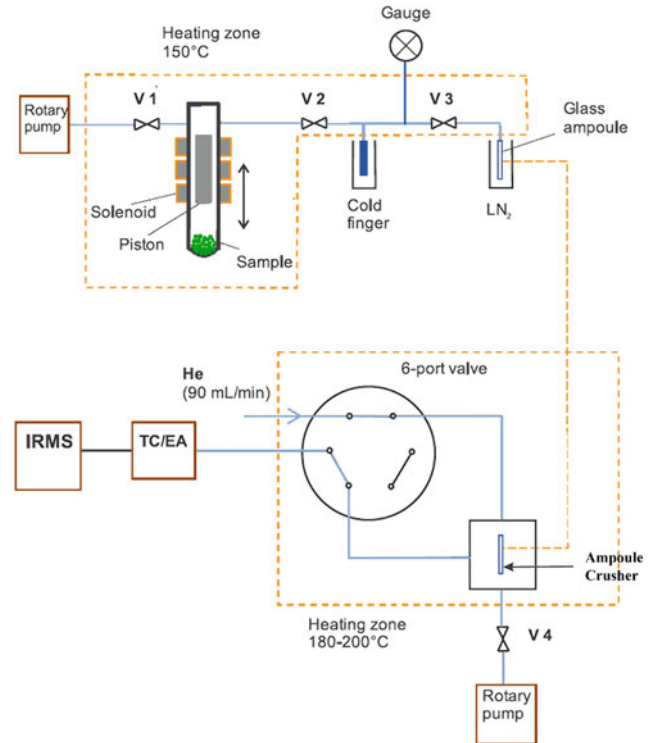 Gauge
Heating zone
150°C
Rotary
pump
V 1
V 2
V 3
Glass
ampoule
Solenoid
Piston
Sample
Cold
finger
LN₂
He
(90 mL/min)
6-port valve
IRMS
TC/EA
Ampoule
Crusher
Heating zone
180-200°C
V 4
Rotary
pump